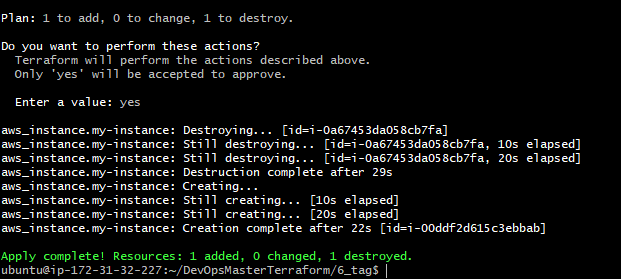 Plan: 1 to add, 0 to change, 1 to destroy.
Do you want to perform these actions?
Terraform will perform the actions described above.
Only 'yes' will be accepted to approve.
Enter a value: yes
aws_instance.my-instance: Destroying... [id=i-0a67453da058cb7fa]
aws_instance.my-instance: Still destroying... [id=i-0a67453da058cb7fa, 10s elapsed]
aws_instance.my-instance: Still destroying... [id=i-0a67453da058cb7fa, 20s elapsed]
aws_instance.my-instance: Destruction complete after 29s
aws_instance.my-instance: Creating...
aws_instance.my-instance: Still creating... [10s elapsed]
aws_instance.my-instance: Still creating... [20s elapsed]
aws_instance.my-instance: Creation complete after 22s [id=i-00ddf2d615c3ebbab]
Apply complete! Resources: 1 added, 0 changed, 1 destroyed.
ubuntu@ip-172-31-32-227:~/DevOpsMasterTerraform/6_tag$